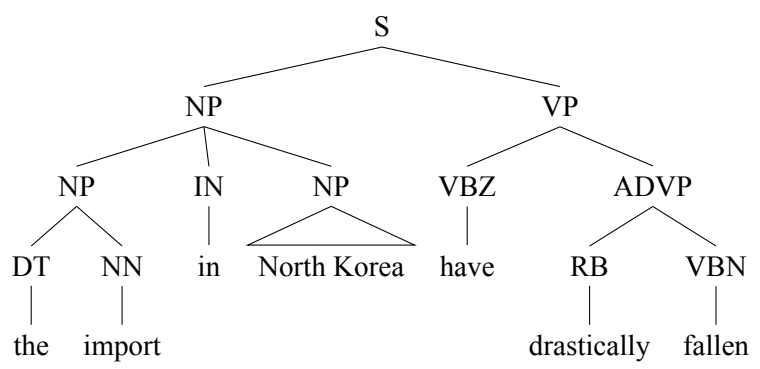 S
NP VP
NP IN NP VBZ ADVP
DT NN in North Korea have RB VBN
the import drastically fallen